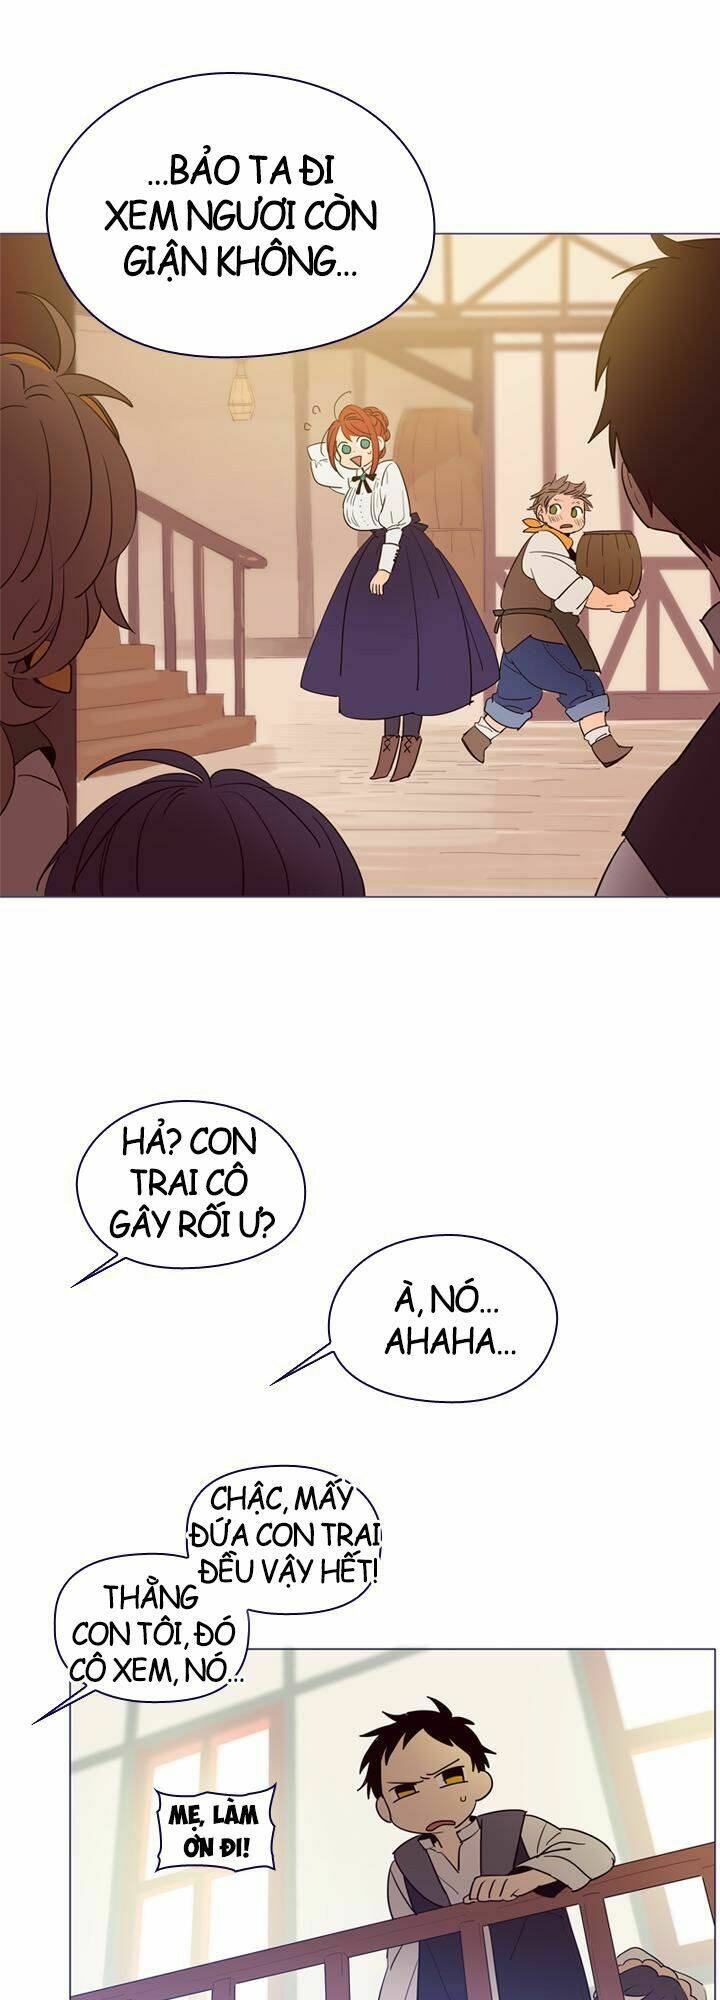 ...BẢO TA ĐI
XEM NGƯƠI CÒN
GIẬN KHÔNG...
HẢ? CON
TRAI CÔ
GÂY RỐI Ư?
À, NÓ...
AHAHA...
CHẬC, MẤY
ĐỨA CON TRAI
ĐỀU VẬY HẾT!
THẰNG
CON TÔI, ĐÓ
CÔ XEM, NÓ...
MẸ, LÀM
ƠN ĐI!